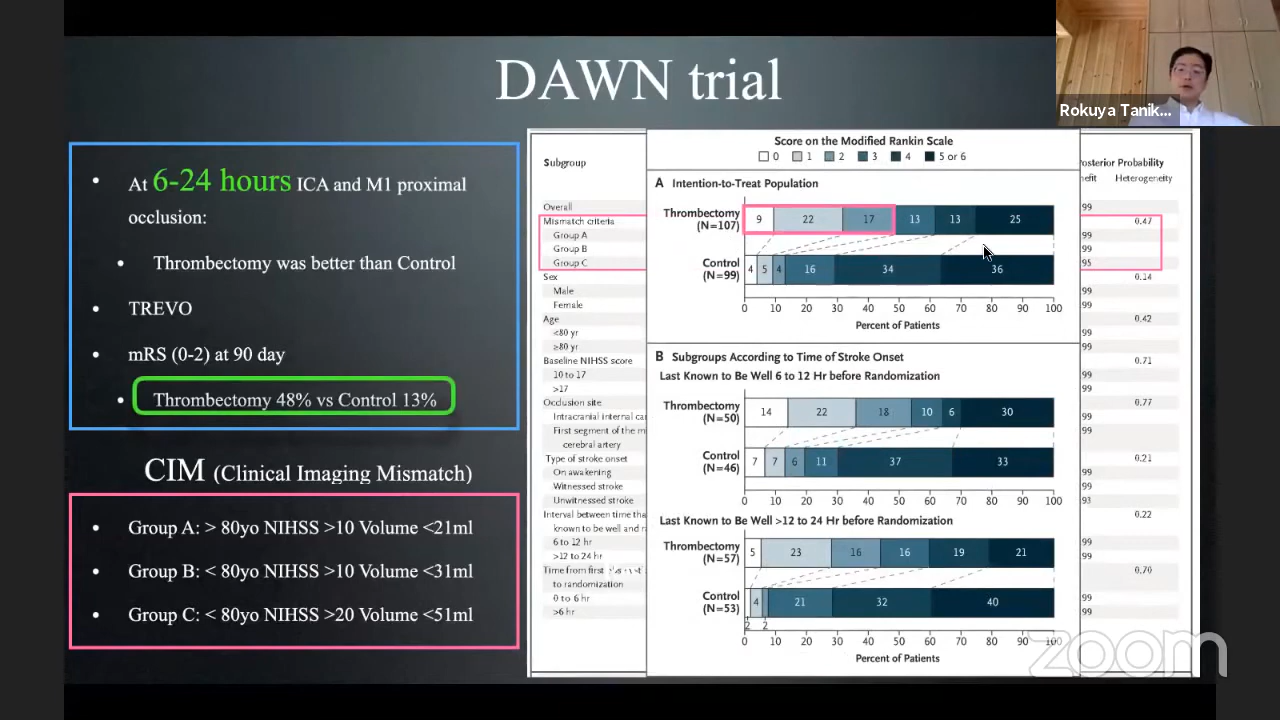 DAWN trial
Rokuya Tanik...
• At 6-24 hours ICA and M1 proximal
occlusion:
• Thrombectomy was better than Control
• TREVO
• mRS (0-2) at 90 day
• Thrombectomy 48% vs Control 13%
CIM (Clinical Imaging Mismatch)
• Group A: > 80yo NIHSS >10 Volume <21ml
• Group B: < 80yo NIHSS >10 Volume <31ml
• Group C: < 80yo NIHSS >20 Volume <51ml
Subgroup
Overall
Mismatch criteria
Group A
Group B
Group C
Sex
Male
Female
Age
<80 yr
≥80 yr
Baseline NIHSS score
10 to 17
>17
Occlusion site
Intracranial internal ca
First segment of the m
cerebral artery
Type of stroke onset
On awakening
Witnessed stroke
Unwitnessed stroke
Interval between time tha
known to be well and r
6 to 12 hr
>12 to 24 hr
Time from first
to randomization
0 to 6 hr
>6 hr
Score on the Modified Rankin Scale
0 1 2 3 4 5 or 6
A Intention-to-Treat Population
Thrombectomy
(N=107)
9 22 17 13 13 25
Control
(N=99)
4 5 4 16 34 36
0 10 20 30 40 50 60 70 80 90 100
Percent of Patients
B Subgroups According to Time of Stroke Onset
Last Known to Be Well 6 to 12 Hr before Randomization
Thrombectomy
(N=50)
14 22 18 10 6 30
Control
(N=46)
7 7 6 11 37 33
0 10 20 30 40 50 60 70 80 90 100
Last Known to Be Well >12 to 24 Hr before Randomization
Thrombectomy
(N=57)
5 23 16 16 19 21
Control
(N=53)
4 21 32 40
2 2
0 10 20 30 40 50 60 70 80 90 100
Percent of Patients
osterior Probability
nefit Heterogeneity
99
0.47
99
99
95
0.14
99
99
0.42
99
99
0.71
99
99
0.77
99
99
0.21
99
99
93
0.22
99
99
0.70
99
99
zoom